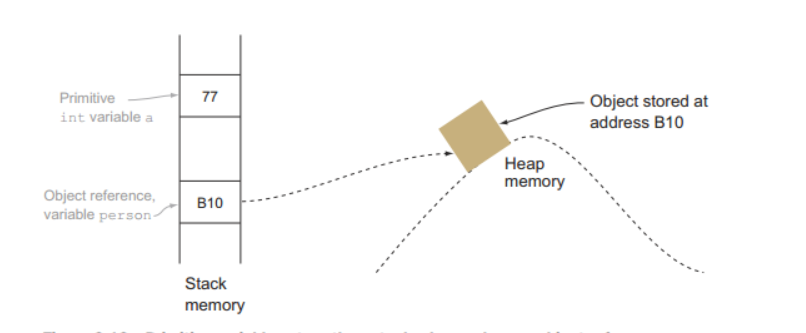 77
Primitive
int variable a
Object stored at
address B10
Heap
memory
Object reference,
variable person
B10
Stack
memory